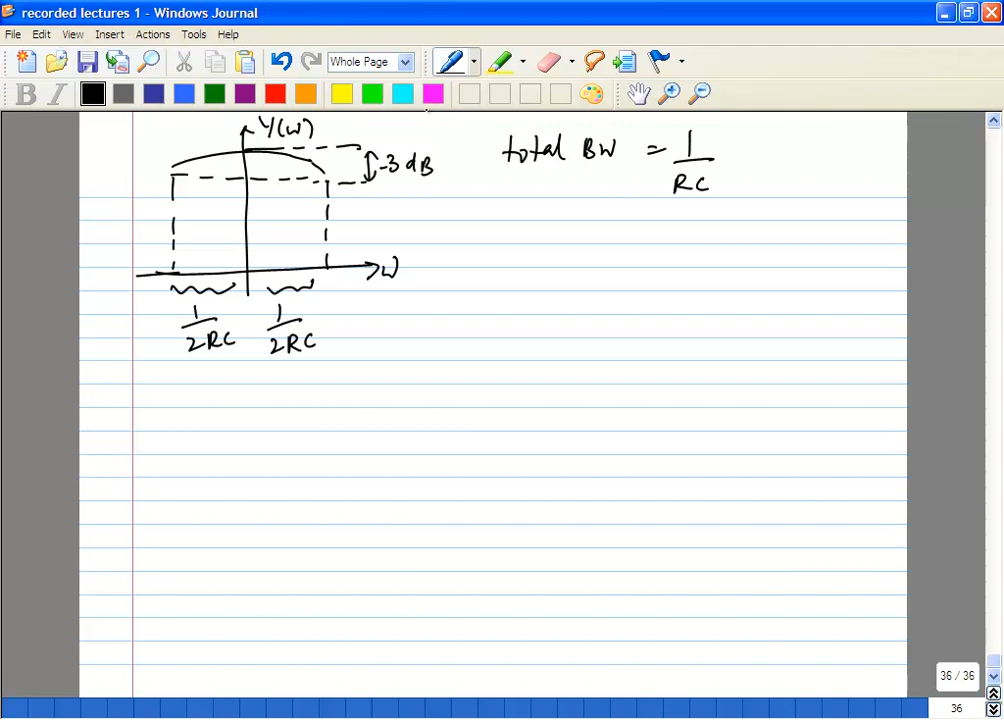 recorded lectures 1 - Windows Journal
File Edit View Insert Actions Tools Help
Whole Page
B I
Y(W)
-3 dB
total BW = 1/RC
W
1/2RC 1/2RC
36 / 36
36